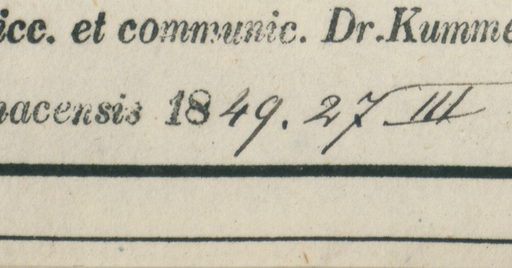 icc. et communic. Dr. Kumme
nacensis 1849. 27 III